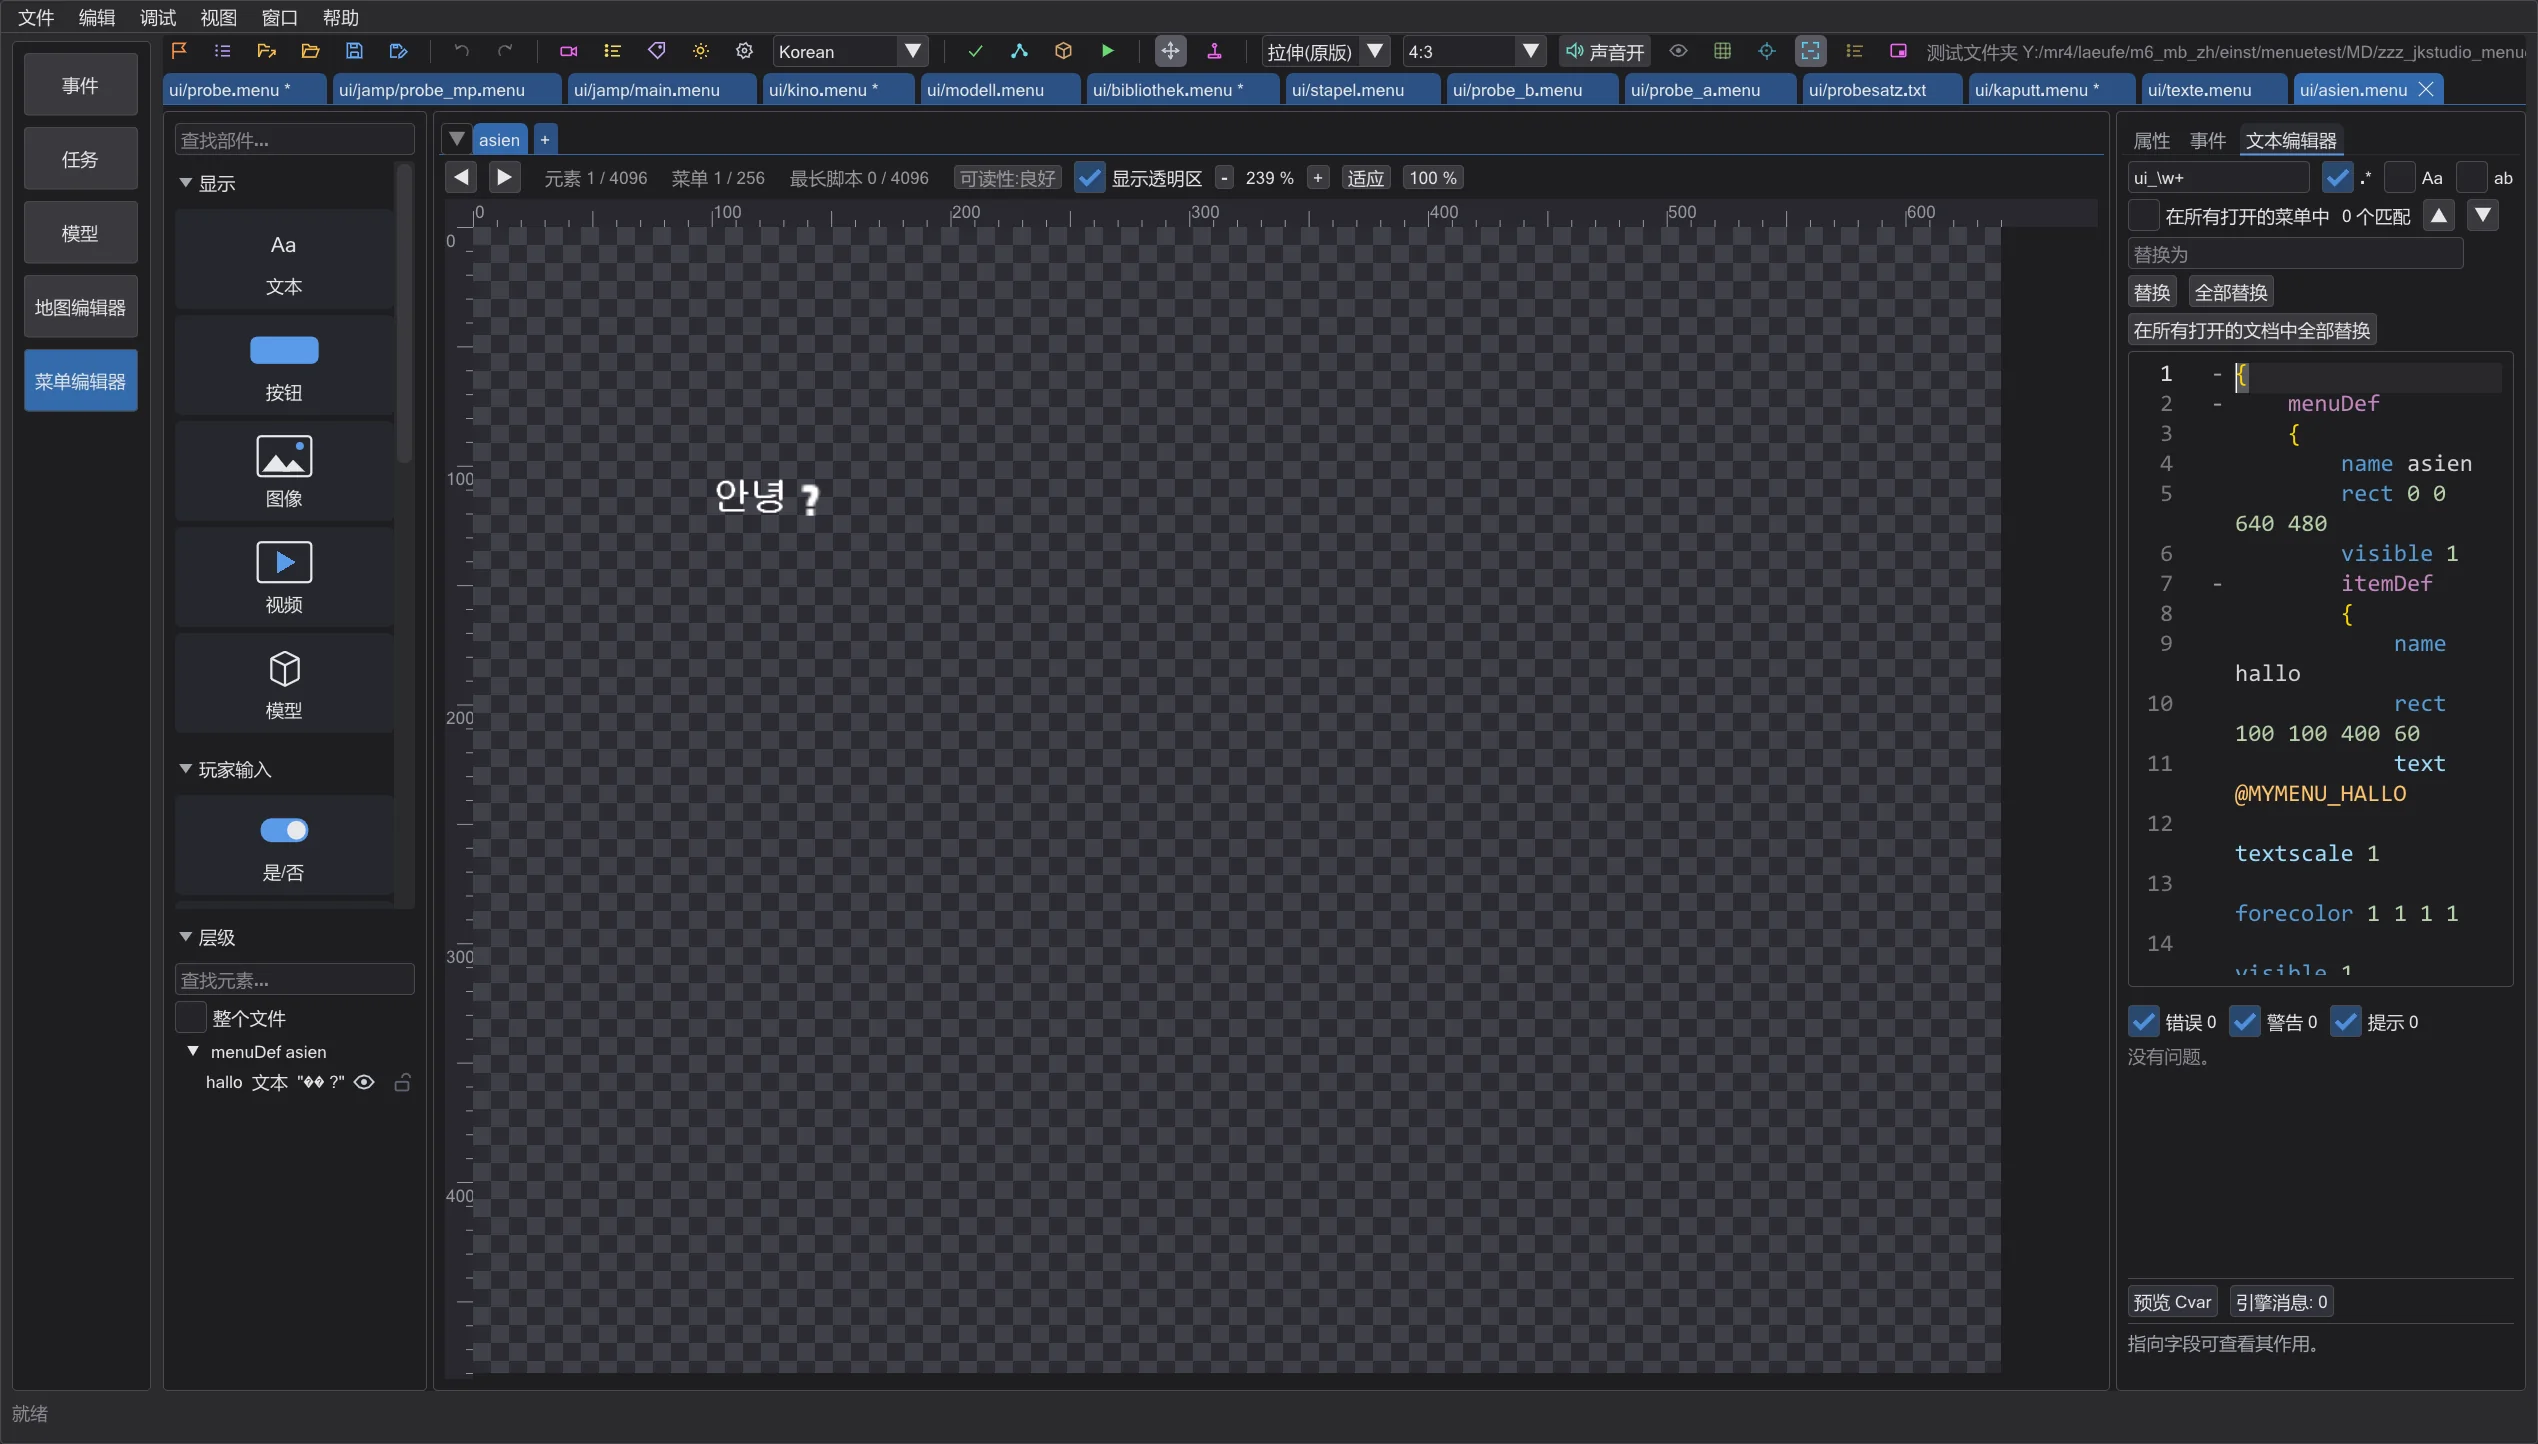 文件 编辑 调试 视图 窗口 帮助
Korean 拉伸(原版) 4:3 声音开 测试文件夹 Y:/mr4/laeufe/m6_mb_zh/einst/menuetest/MD/zzz_jkstudio_menu
ui/probe.menu * ui/jamp/probe_mp.menu ui/jamp/main.menu ui/kino.menu * ui/modell.menu ui/bibliothek.menu * ui/stapel.menu ui/probe_b.menu ui/probe_a.menu ui/probesatz.txt ui/kaputt.menu * ui/texte.menu ui/asien.menu
事件
任务
模型
地图编辑器
菜单编辑器
查找部件...
显示
Aa
文本
按钮
图像
视频
模型
玩家输入
是/否
层级
查找元素...
整个文件
menuDef asien
hallo 文本 "�� ?"
asien +
元素 1 / 4096 菜单 1 / 256 最长脚本 0 / 4096 可读性:良好 显示透明区 - 239 % + 适应 100 %
0 100 200 300 400 500 600
0
100
200
300
400
안녕 ?
属性 事件 文本编辑器
ui_\w+ .* Aa ab
在所有打开的菜单中 0 个匹配
替换为
替换 全部替换
在所有打开的文档中全部替换
1 - {
2 - menuDef
3 {
4 name asien
5 rect 0 0
640 480
6 visible 1
7 - itemDef
8 {
9 name
hallo
10 rect
100 100 400 60
11 text
@MYMENU_HALLO
12
textscale 1
13
forecolor 1 1 1 1
14
visible 1
错误 0 警告 0 提示 0
没有问题。
预览 Cvar 引擎消息: 0
指向字段可查看其作用。
就绪